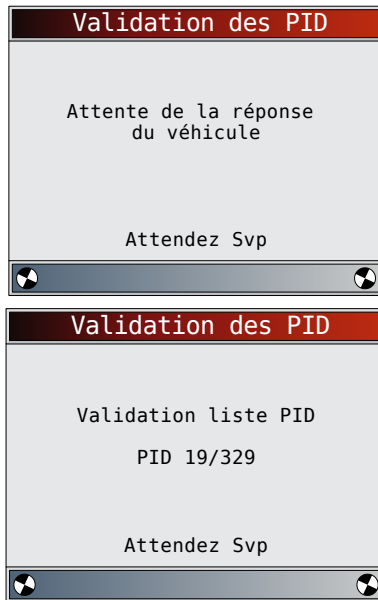 Validation des PID
Attente de la réponse
du véhicule
Attendez Svp
Validation des PID
Validation liste PID
PID 19/329
Attendez Svp